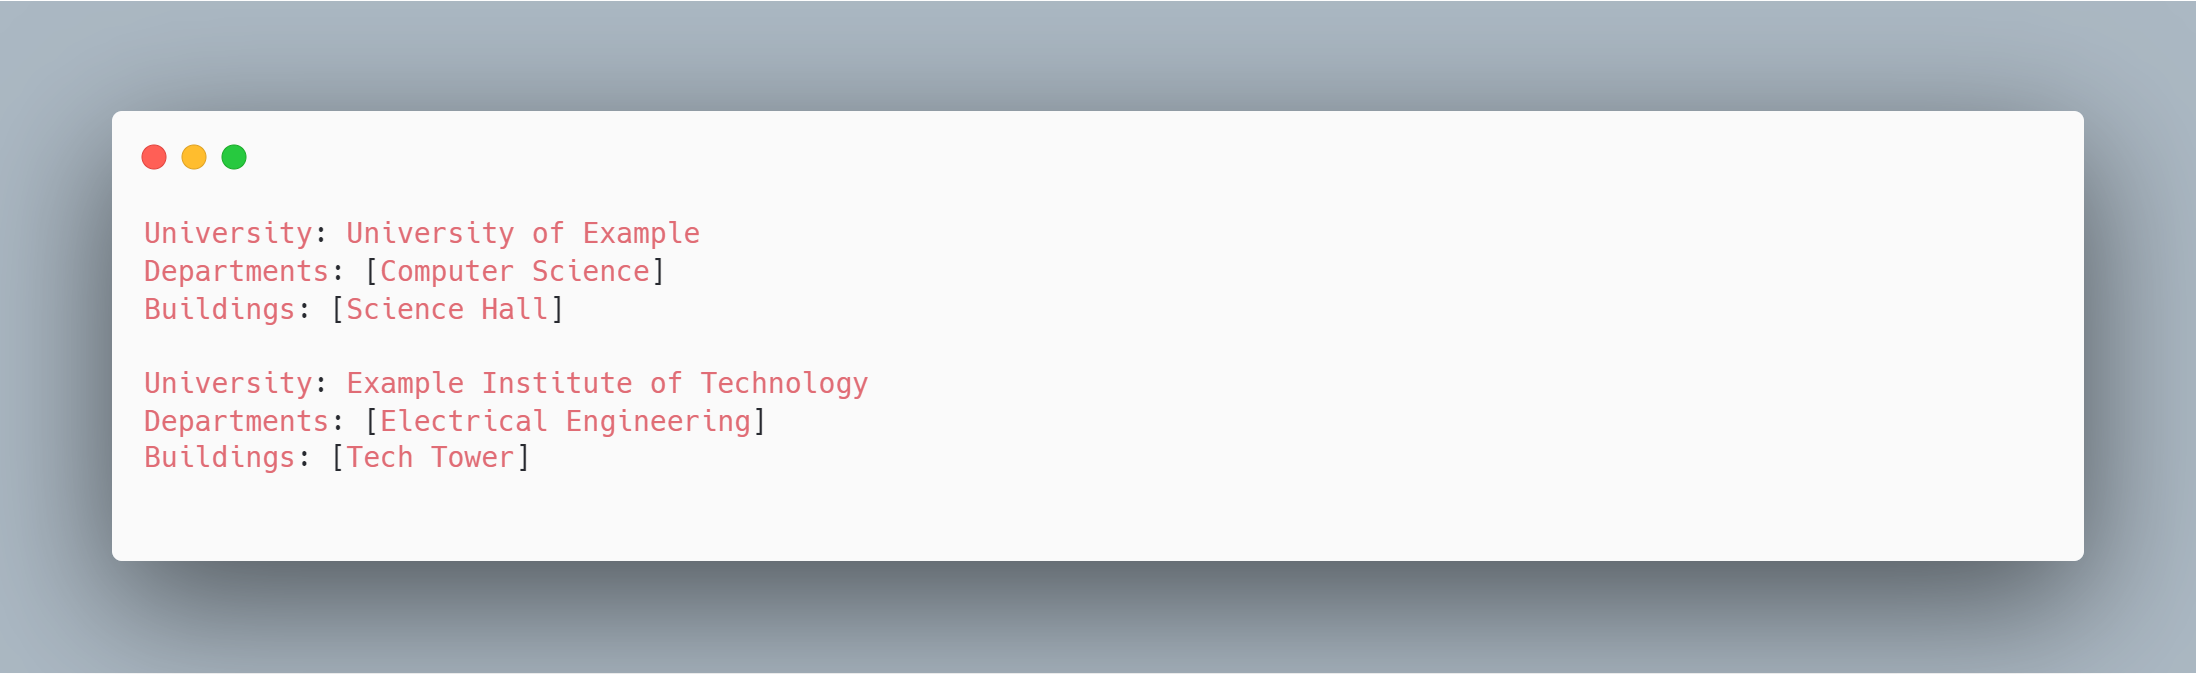 University: University of Example
Departments: [Computer Science]
Buildings: [Science Hall]
University: Example Institute of Technology
Departments: [Electrical Engineering]
Buildings: [Tech Tower]